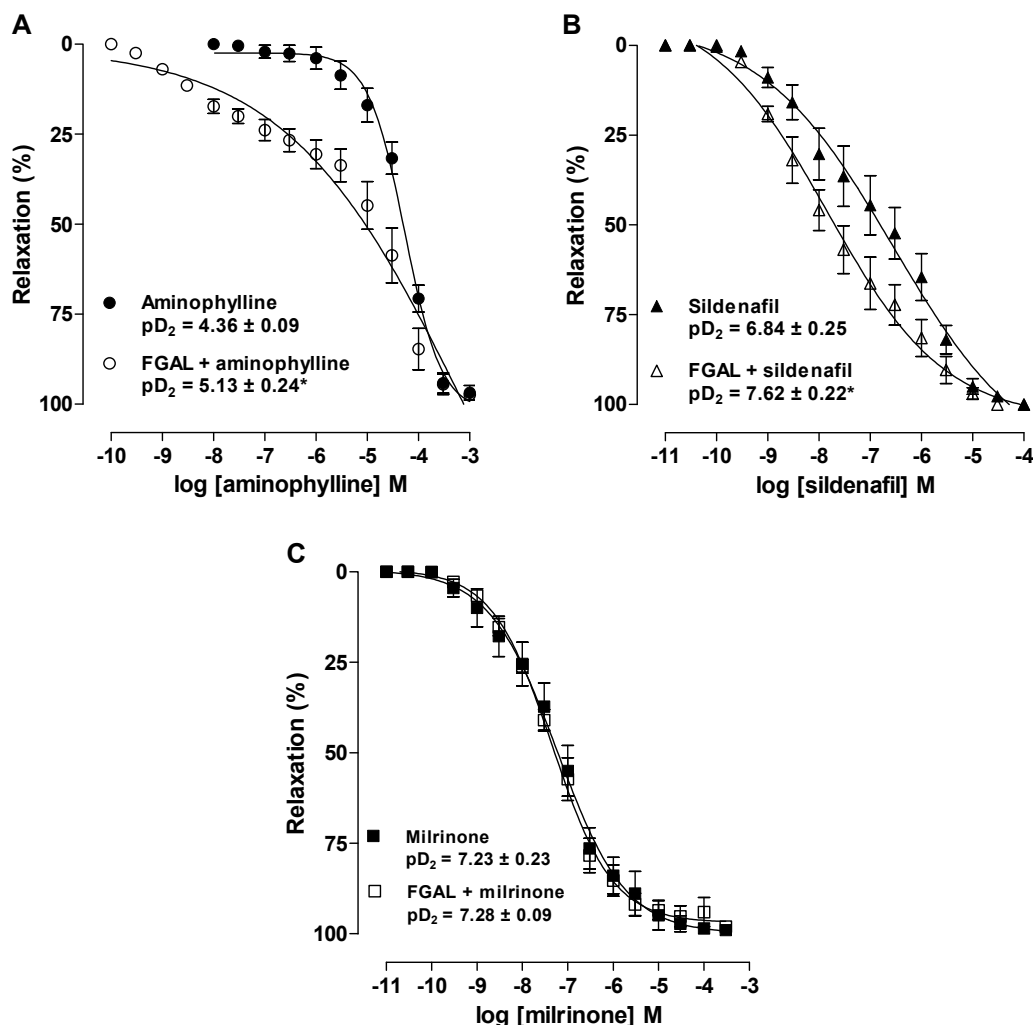 A
0
25
50
75
100
Relaxation (%)
Aminophylline
pD₂ = 4.36 ± 0.09
FGAL + aminophylline
pD₂ = 5.13 ± 0.24*
-10 -9 -8 -7 -6 -5 -4 -3
log [aminophylline] M
B
0
25
50
75
100
Relaxation (%)
Sildenafil
pD₂ = 6.84 ± 0.25
FGAL + sildenafil
pD₂ = 7.62 ± 0.22*
-11 -10 -9 -8 -7 -6 -5 -4
log [sildenafil] M
C
0
25
50
75
100
Relaxation (%)
Milrinone
pD₂ = 7.23 ± 0.23
FGAL + milrinone
pD₂ = 7.28 ± 0.09
-11 -10 -9 -8 -7 -6 -5 -4 -3
log [milrinone] M